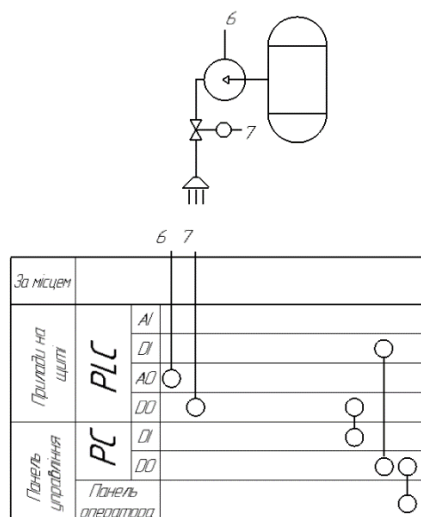 6
7
6 7
За місцем
Прилади на
щиті
PLC
AI
DI
AO
DO
Панель
управління
PC
DI
DO
Панель
оператора